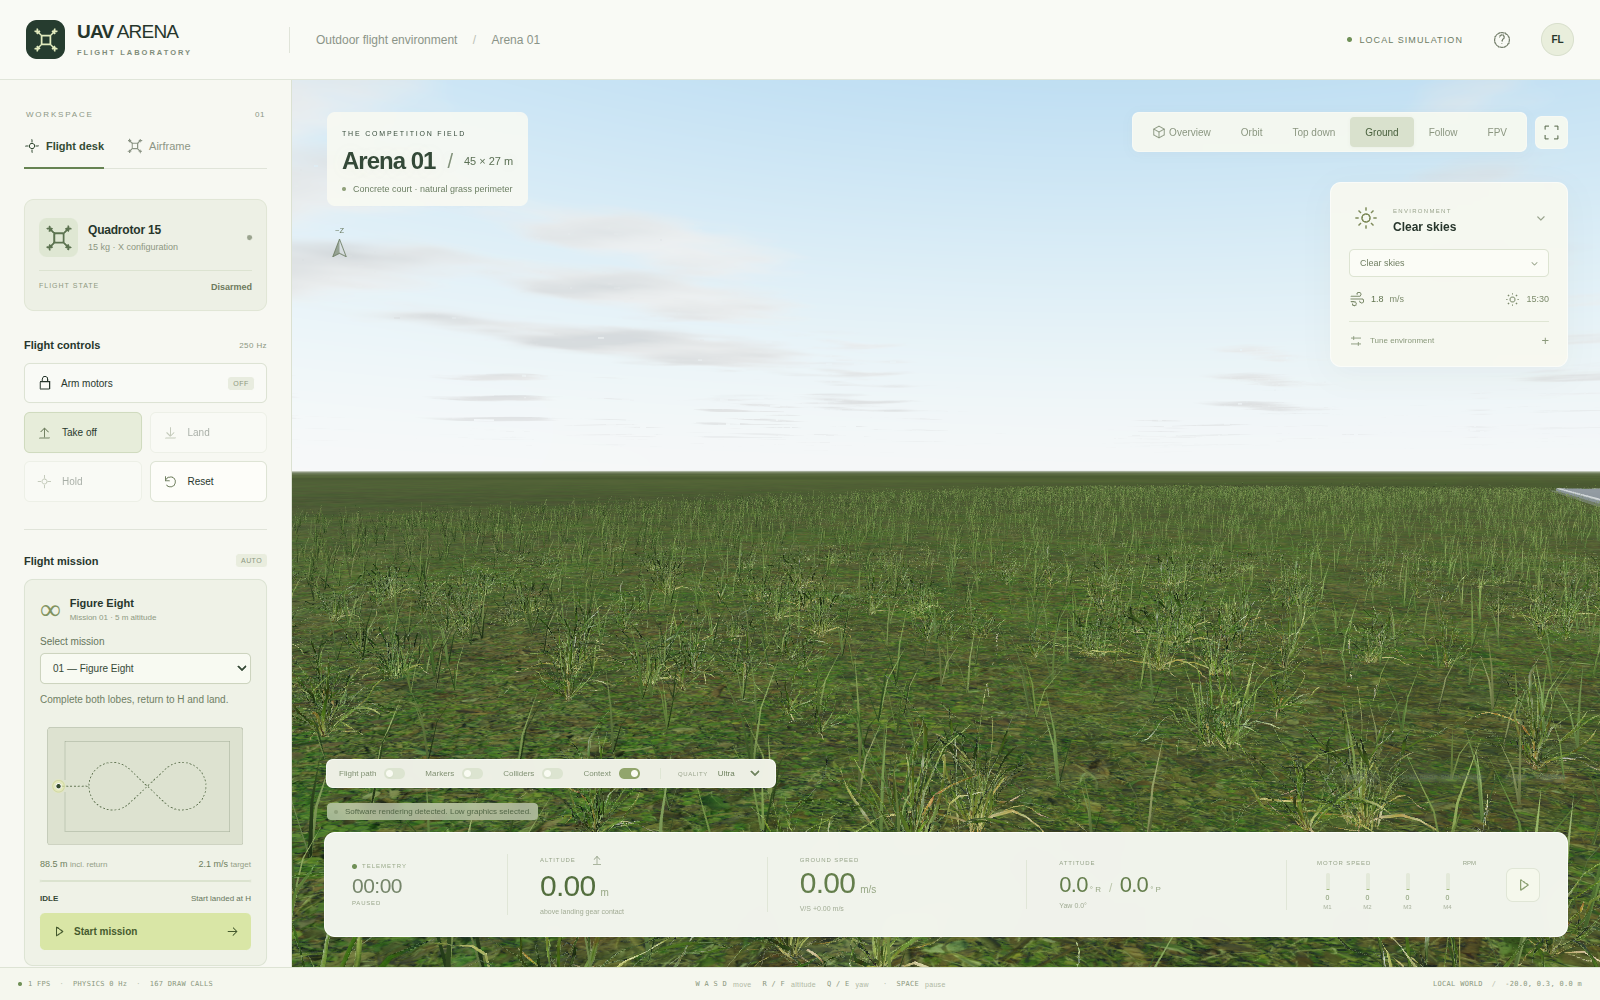 UAV ARENA
FLIGHT LABORATORY
Outdoor flight environment / Arena 01
LOCAL SIMULATION
FL
WORKSPACE 01
Flight desk
Airframe
Quadrotor 15
15 kg · X configuration
FLIGHT STATE Disarmed
Flight controls 250 Hz
Arm motors OFF
Take off
Land
Hold
Reset
Flight mission AUTO
Figure Eight
Mission 01 · 5 m altitude
Select mission
01 — Figure Eight
Complete both lobes, return to H and land.
88.5 m incl. return 2.1 m/s target
IDLE Start landed at H
Start mission
THE COMPETITION FIELD
Arena 01 / 45 × 27 m
Concrete court · natural grass perimeter
−Z
Overview Orbit Top down Ground Follow FPV
ENVIRONMENT
Clear skies
Clear skies
1.8 m/s 15:30
Tune environment +
Flight path Markers Colliders Context QUALITY Ultra
Software rendering detected. Low graphics selected.
TELEMETRY
00:00
PAUSED
ALTITUDE
0.00 m
above landing gear contact
GROUND SPEED
0.00 m/s
V/S +0.00 m/s
ATTITUDE
0.0° R / 0.0° P
Yaw 0.0°
MOTOR SPEED RPM
0 0 0 0
M1 M2 M3 M4
1 FPS · PHYSICS 0 Hz · 167 DRAW CALLS
W A S D move R / F altitude Q / E yaw · SPACE pause
LOCAL WORLD / -20.0, 0.3, 0.0 m